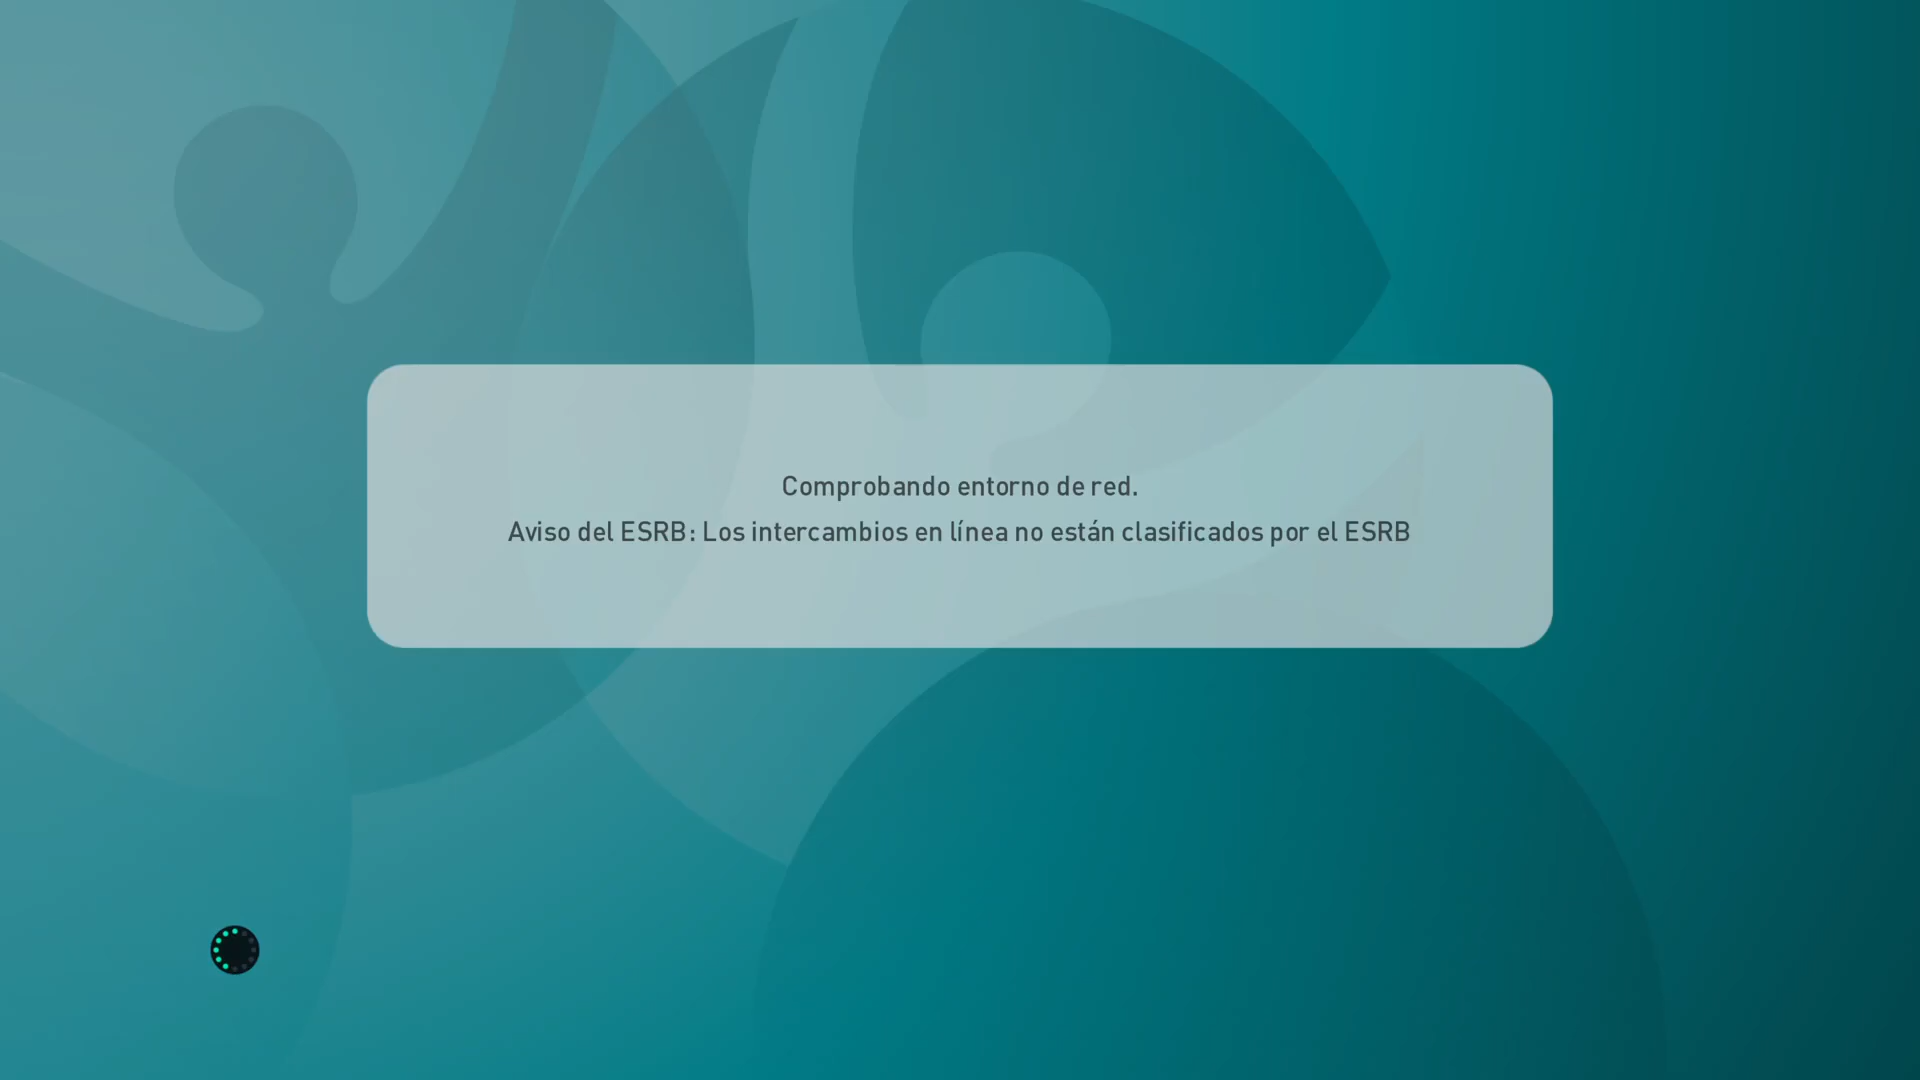 Comprobando entorno de red.
Aviso del ESRB: Los intercambios en línea no están clasificados por el ESRB